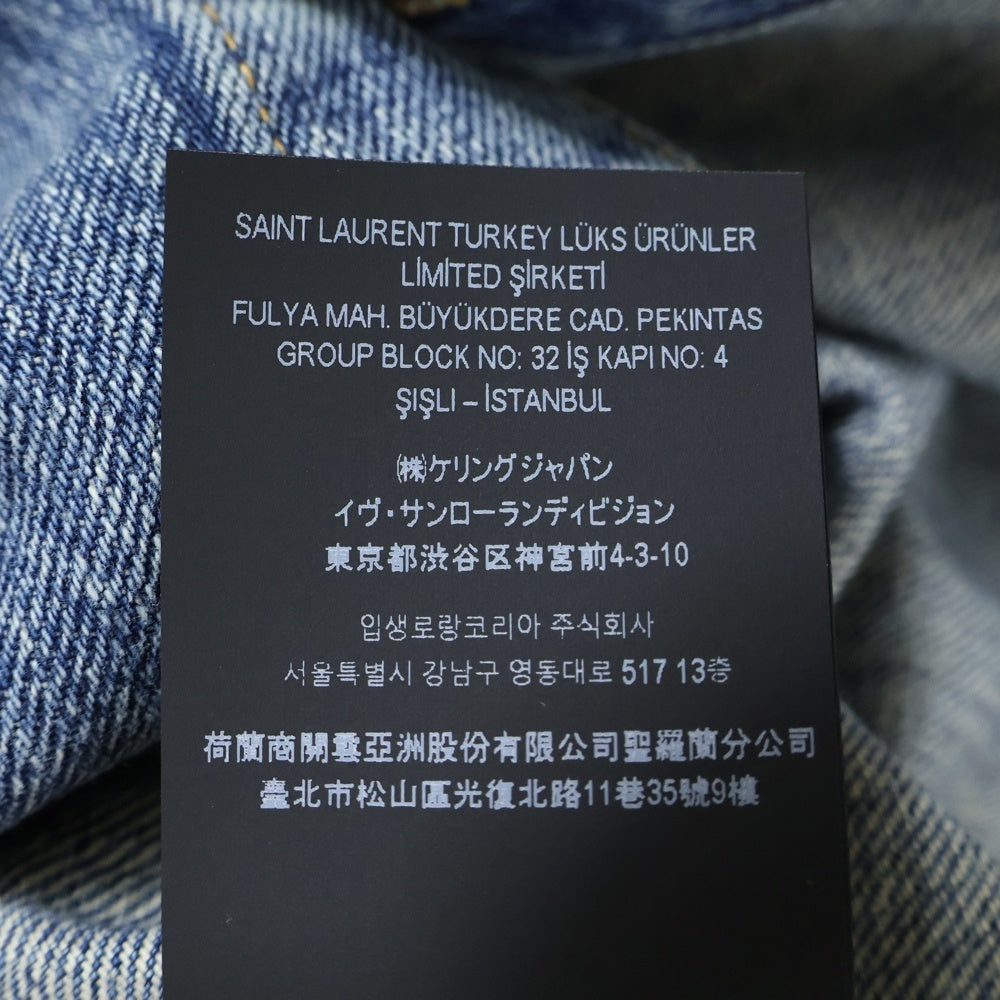 SAINT LAURENT TURKEY LÜKS ÜRÜNLER
LİMİTED ŞİRKETİ
FULYA MAH. BÜYÜKDERE CAD. PEKINTAS
GROUP BLOCK NO: 32 İŞ KAPI NO: 4
ŞIŞLI – İSTANBUL
㈱ケリングジャパン
イヴ・サンローランディビジョン
東京都渋谷区神宮前4-3-10
입생로랑코리아 주식회사
서울특별시 강남구 영동대로 517 13층
荷蘭商開雲亞洲股份有限公司聖羅蘭分公司
臺北市松山區光復北路11巷35號9樓